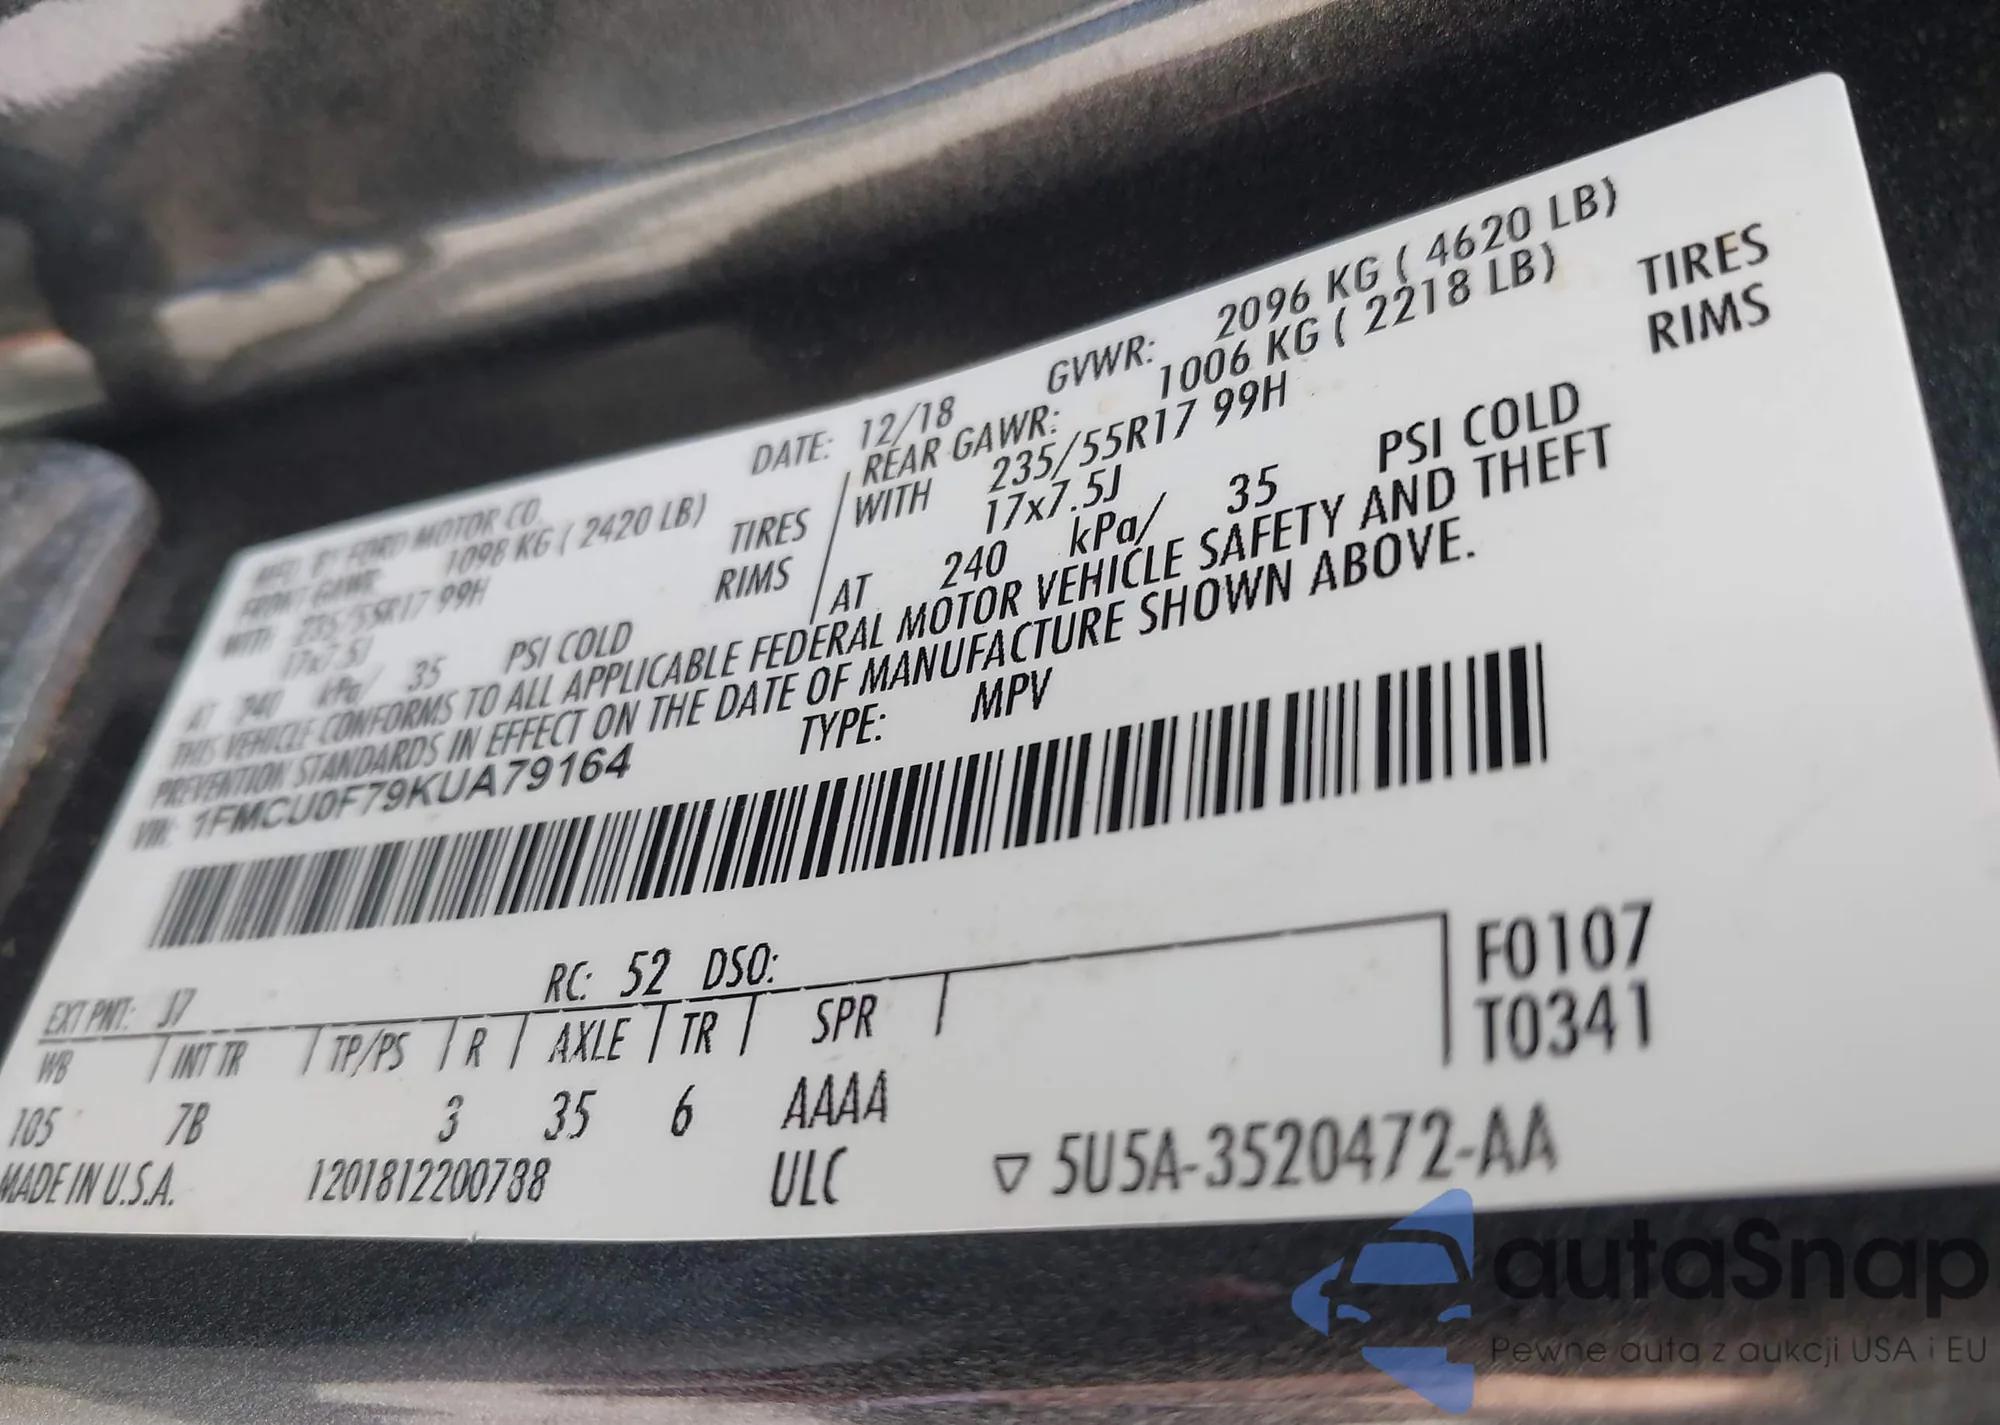 MFD. BY FORD MOTOR CO. DATE: 12/18 GVWR: 2096 KG ( 4620 LB)
FRONT GAWR: 1098 KG ( 2420 LB) REAR GAWR: 1006 KG ( 2218 LB)
WITH 235/55R17 99H TIRES WITH 235/55R17 99H TIRES
17x7.5J RIMS 17x7.5J RIMS
AT 240 kPa/ 35 PSI COLD AT 240 kPa/ 35 PSI COLD
THIS VEHICLE CONFORMS TO ALL APPLICABLE FEDERAL MOTOR VEHICLE SAFETY AND THEFT
PREVENTION STANDARDS IN EFFECT ON THE DATE OF MANUFACTURE SHOWN ABOVE.
VIN: 1FMCU0F79KUA79164 TYPE: MPV
EXT PNT: J7 RC: 52 DSO: F0107
WB INT TR TP/PS R AXLE TR SPR T0341
105 7B 3 35 6 AAAA
MADE IN U.S.A. 1201812200738 ULC ▽ 5U5A-3520472-AA
autaSnap
Pewne auta z aukcji USA i EU